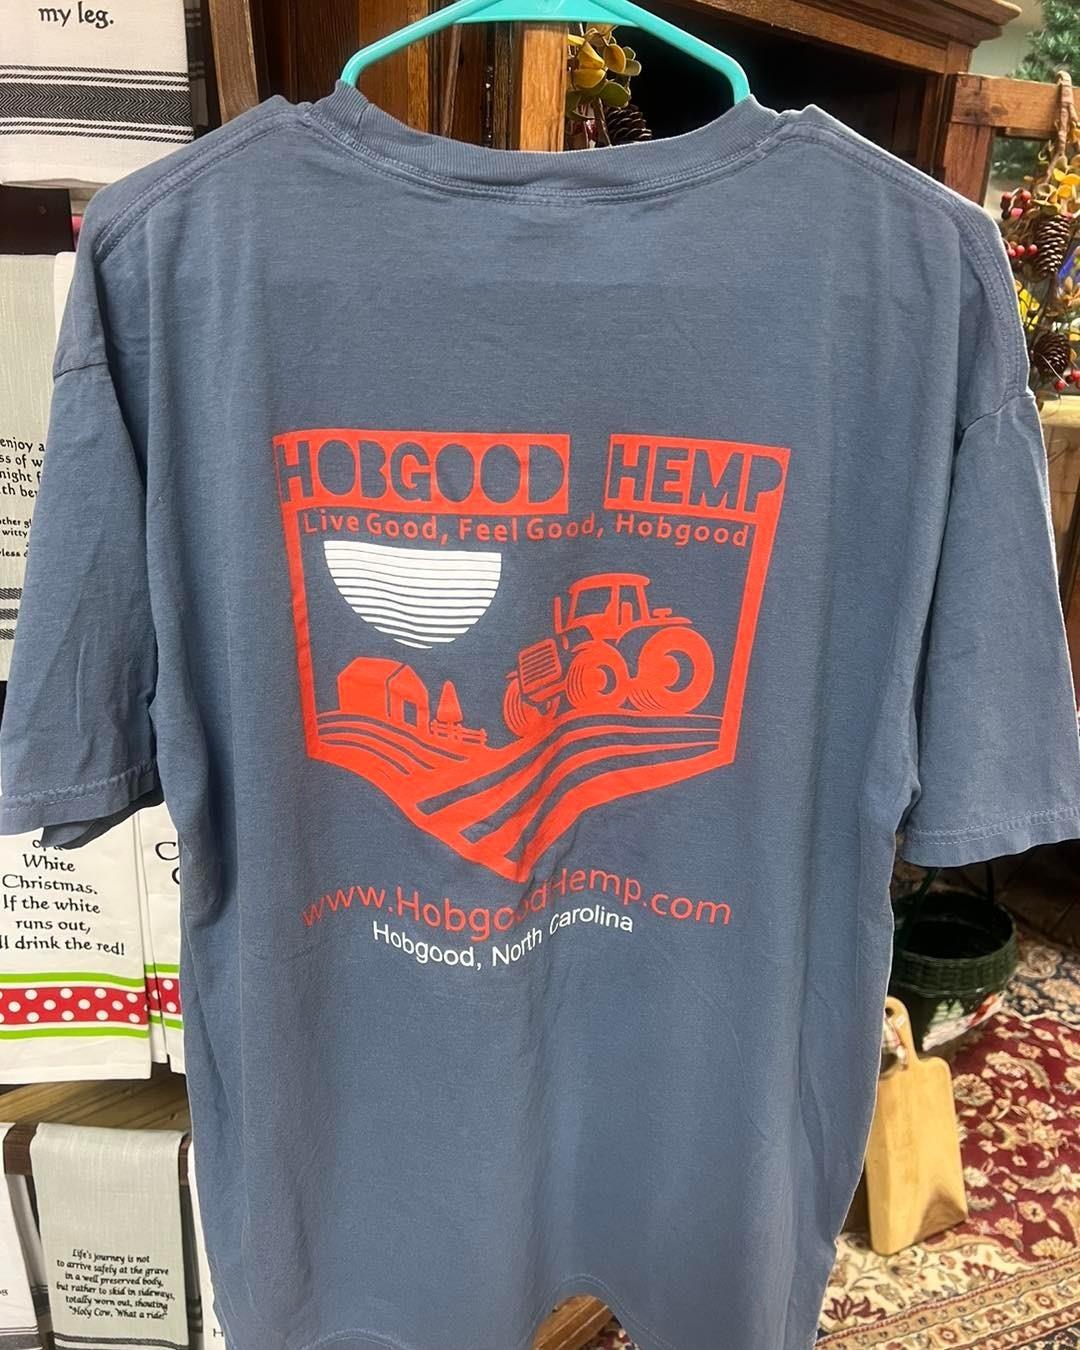 my leg.
HOBGOOD HEMP
Live Good, Feel Good, Hobgood
www.HobgoodHemp.com
Hobgood, North Carolina
enjoy a
White
Christmas.
If the white
runs out,
drink the red!
Life's journey is not
to arrive safely at the grave
in a well preserved body,
but rather to skid in sideways,
totally worn out, shouting
"Holy Cow, What a ride!"